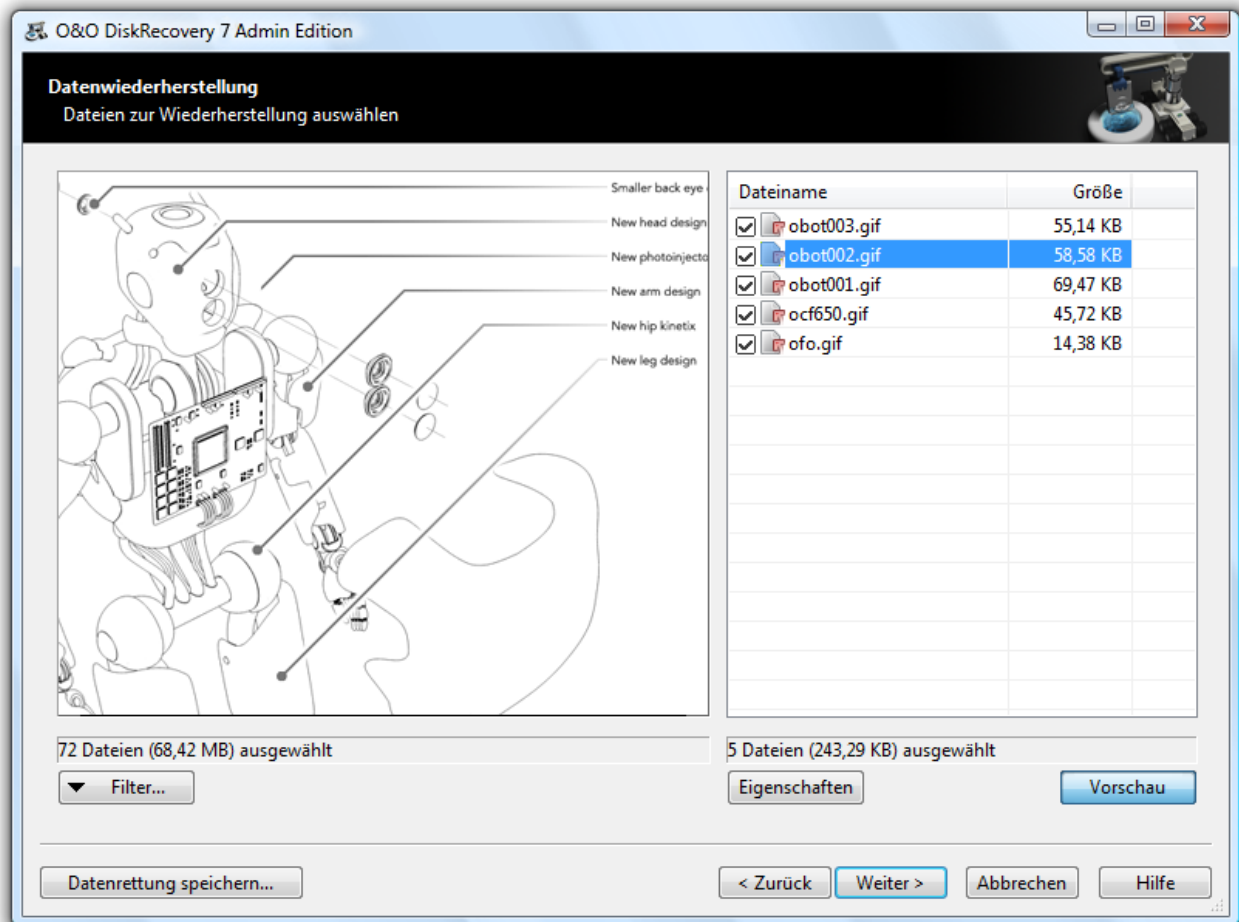 O&O DiskRecovery 7 Admin Edition
Datenwiederherstellung
Dateien zur Wiederherstellung auswählen
Smaller back eye
New head design
New photoinjecto
New arm design
New hip kinetix
New leg design
Dateiname Größe
obot003.gif 55,14 KB
obot002.gif 58,58 KB
obot001.gif 69,47 KB
ocf650.gif 45,72 KB
ofo.gif 14,38 KB
72 Dateien (68,42 MB) ausgewählt
5 Dateien (243,29 KB) ausgewählt
Filter...
Eigenschaften
Vorschau
Datenrettung speichern...
< Zurück
Weiter >
Abbrechen
Hilfe